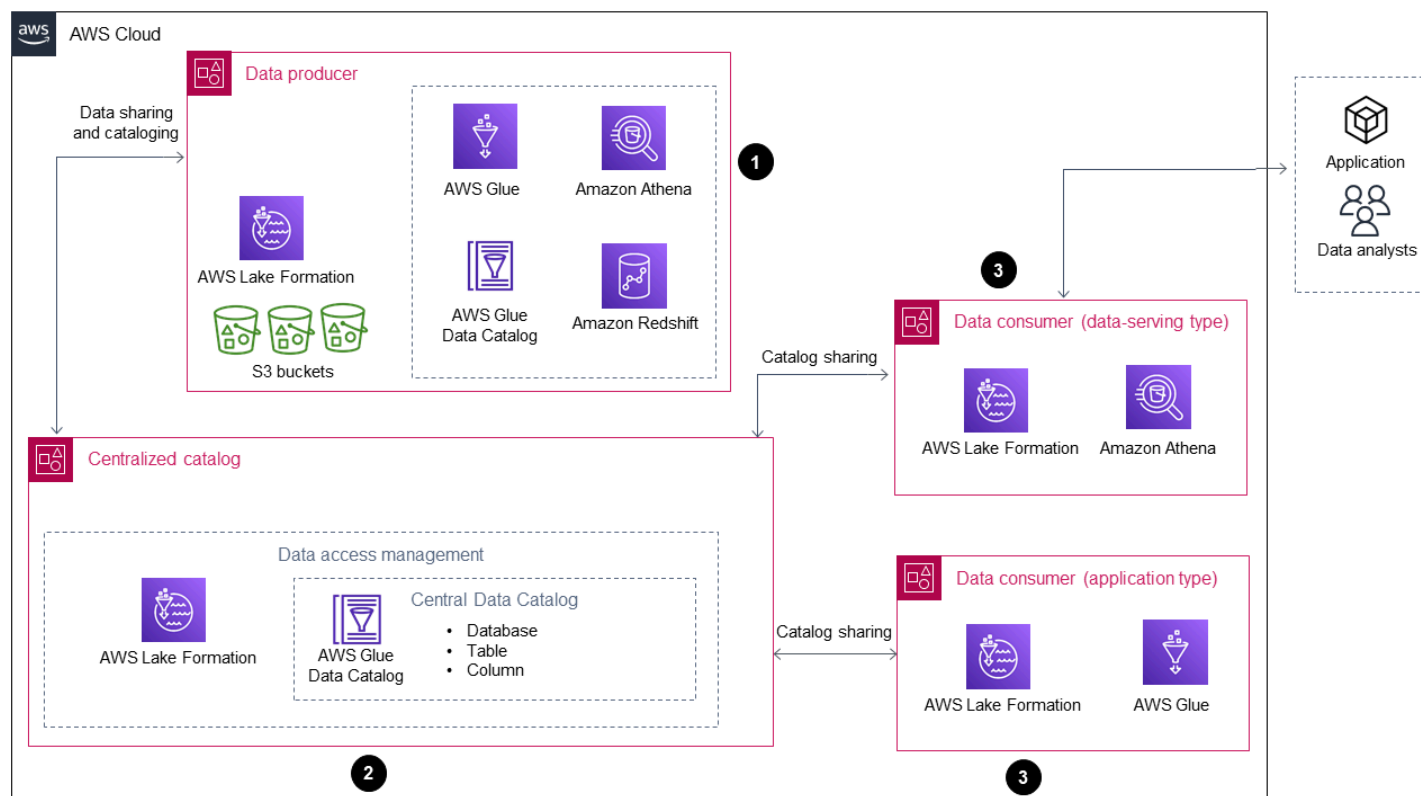 aws
AWS Cloud
Data producer
Data sharing
and cataloging
AWS Glue
Amazon Athena
1
AWS Lake Formation
AWS Glue
Data Catalog
Amazon Redshift
S3 buckets
Application
Data analysts
3
Data consumer (data-serving type)
Catalog sharing
AWS Lake Formation
Amazon Athena
Centralized catalog
Data access management
Central Data Catalog
• Database
• Table
• Column
AWS Lake Formation
AWS Glue
Data Catalog
2
Catalog sharing
Data consumer (application type)
AWS Lake Formation
AWS Glue
3